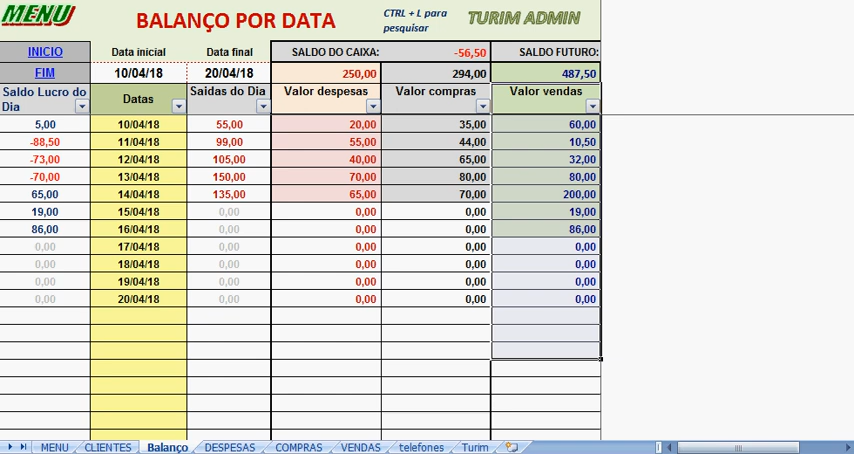 MENU BALANÇO POR DATA CTRL + L para pesquisar TURIM ADMIN
INICIO Data inicial Data final SALDO DO CAIXA: -56,50 SALDO FUTURO:
FIM 10/04/18 20/04/18 250,00 294,00 487,50
Saldo Lucro do Dia Datas Saidas do Dia Valor despesas Valor compras Valor vendas
5,00 10/04/18 55,00 20,00 35,00 60,00
-88,50 11/04/18 99,00 55,00 44,00 10,50
-73,00 12/04/18 105,00 40,00 65,00 32,00
-70,00 13/04/18 150,00 70,00 80,00 80,00
65,00 14/04/18 135,00 65,00 70,00 200,00
19,00 15/04/18 0,00 0,00 0,00 19,00
86,00 16/04/18 0,00 0,00 0,00 86,00
0,00 17/04/18 0,00 0,00 0,00 0,00
0,00 18/04/18 0,00 0,00 0,00 0,00
0,00 19/04/18 0,00 0,00 0,00 0,00
0,00 20/04/18 0,00 0,00 0,00 0,00
MENU CLIENTES Balanço DESPESAS COMPRAS VENDAS telefones Turim